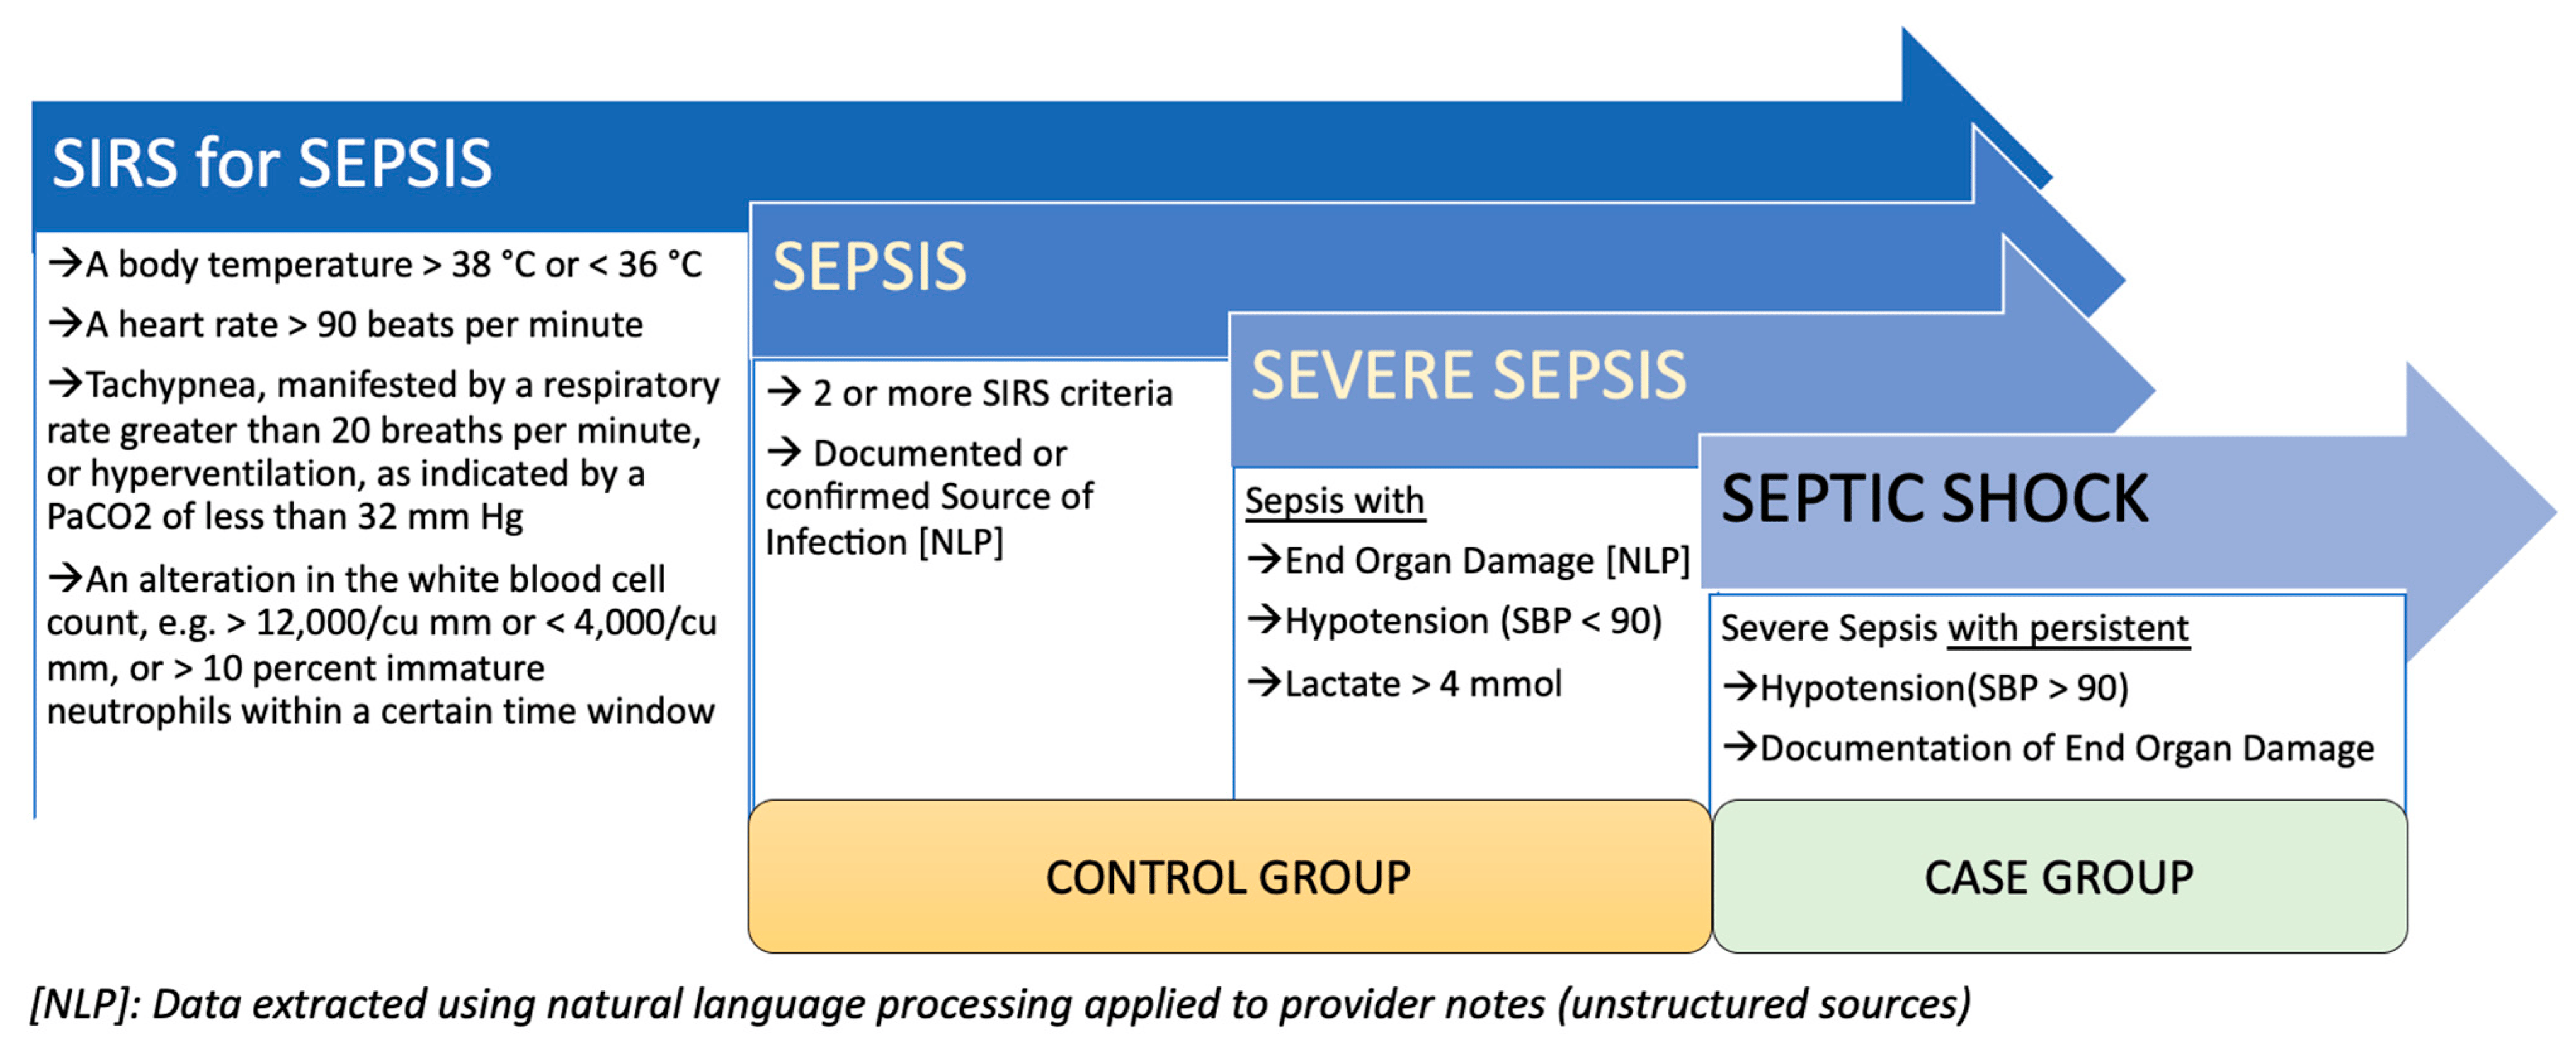 SIRS for SEPSIS
→A body temperature > 38 °C or < 36 °C
→A heart rate > 90 beats per minute
→Tachypnea, manifested by a respiratory
rate greater than 20 breaths per minute,
or hyperventilation, as indicated by a
PaCO2 of less than 32 mm Hg
→An alteration in the white blood cell
count, e.g. > 12,000/cu mm or < 4,000/cu
mm, or > 10 percent immature
neutrophils within a certain time window
SEPSIS
→ 2 or more SIRS criteria
→ Documented or
confirmed Source of
Infection [NLP]
SEVERE SEPSIS
Sepsis with
→End Organ Damage [NLP]
→Hypotension (SBP < 90)
→Lactate > 4 mmol
SEPTIC SHOCK
Severe Sepsis with persistent
→Hypotension(SBP > 90)
→Documentation of End Organ Damage
CONTROL GROUP
CASE GROUP
[NLP]: Data extracted using natural language processing applied to provider notes (unstructured sources)